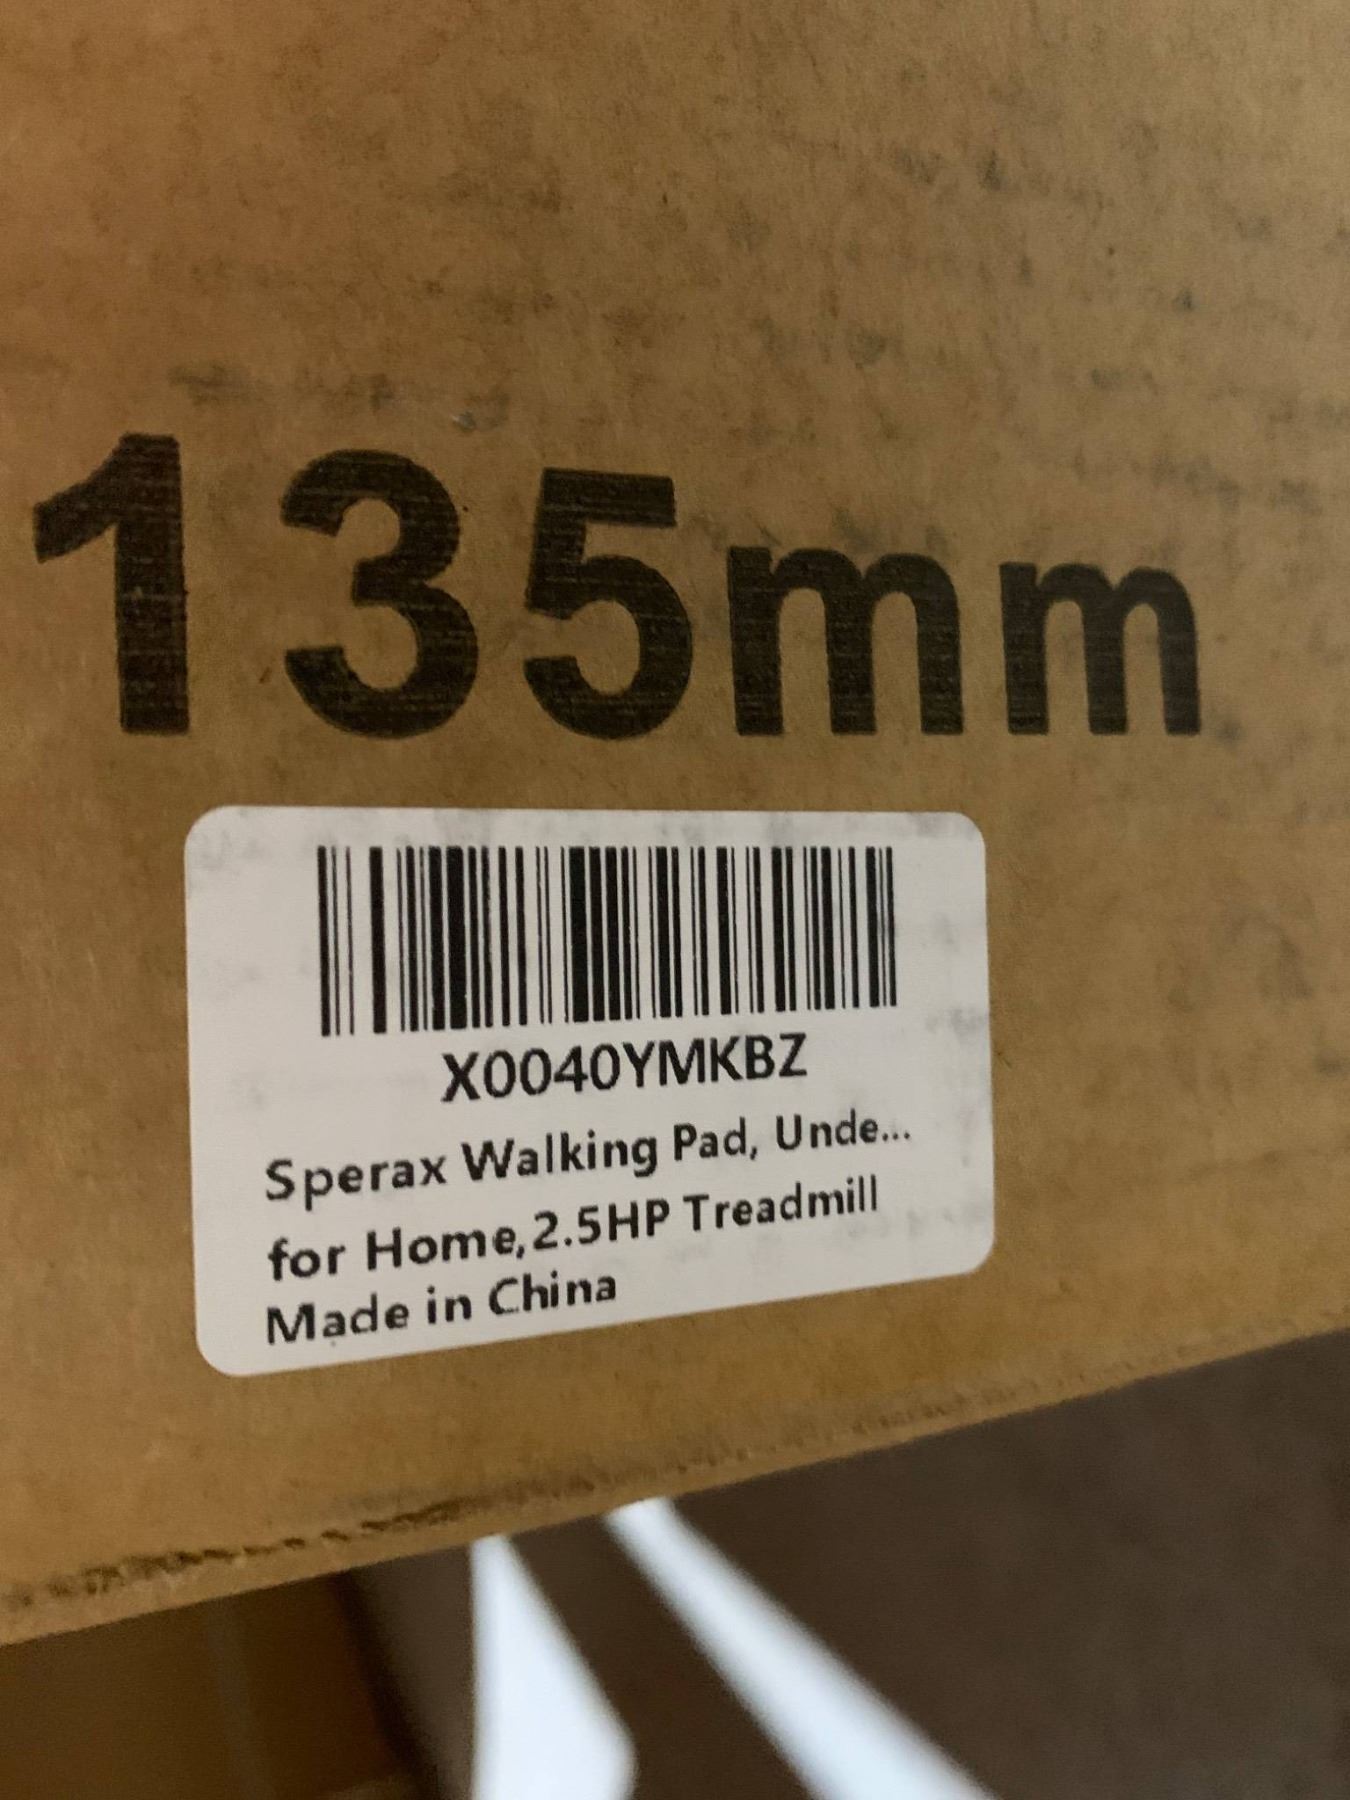 135mm
X0040YMKBZ
Sperax Walking Pad, Unde...
for Home,2.5HP Treadmill
Made in China